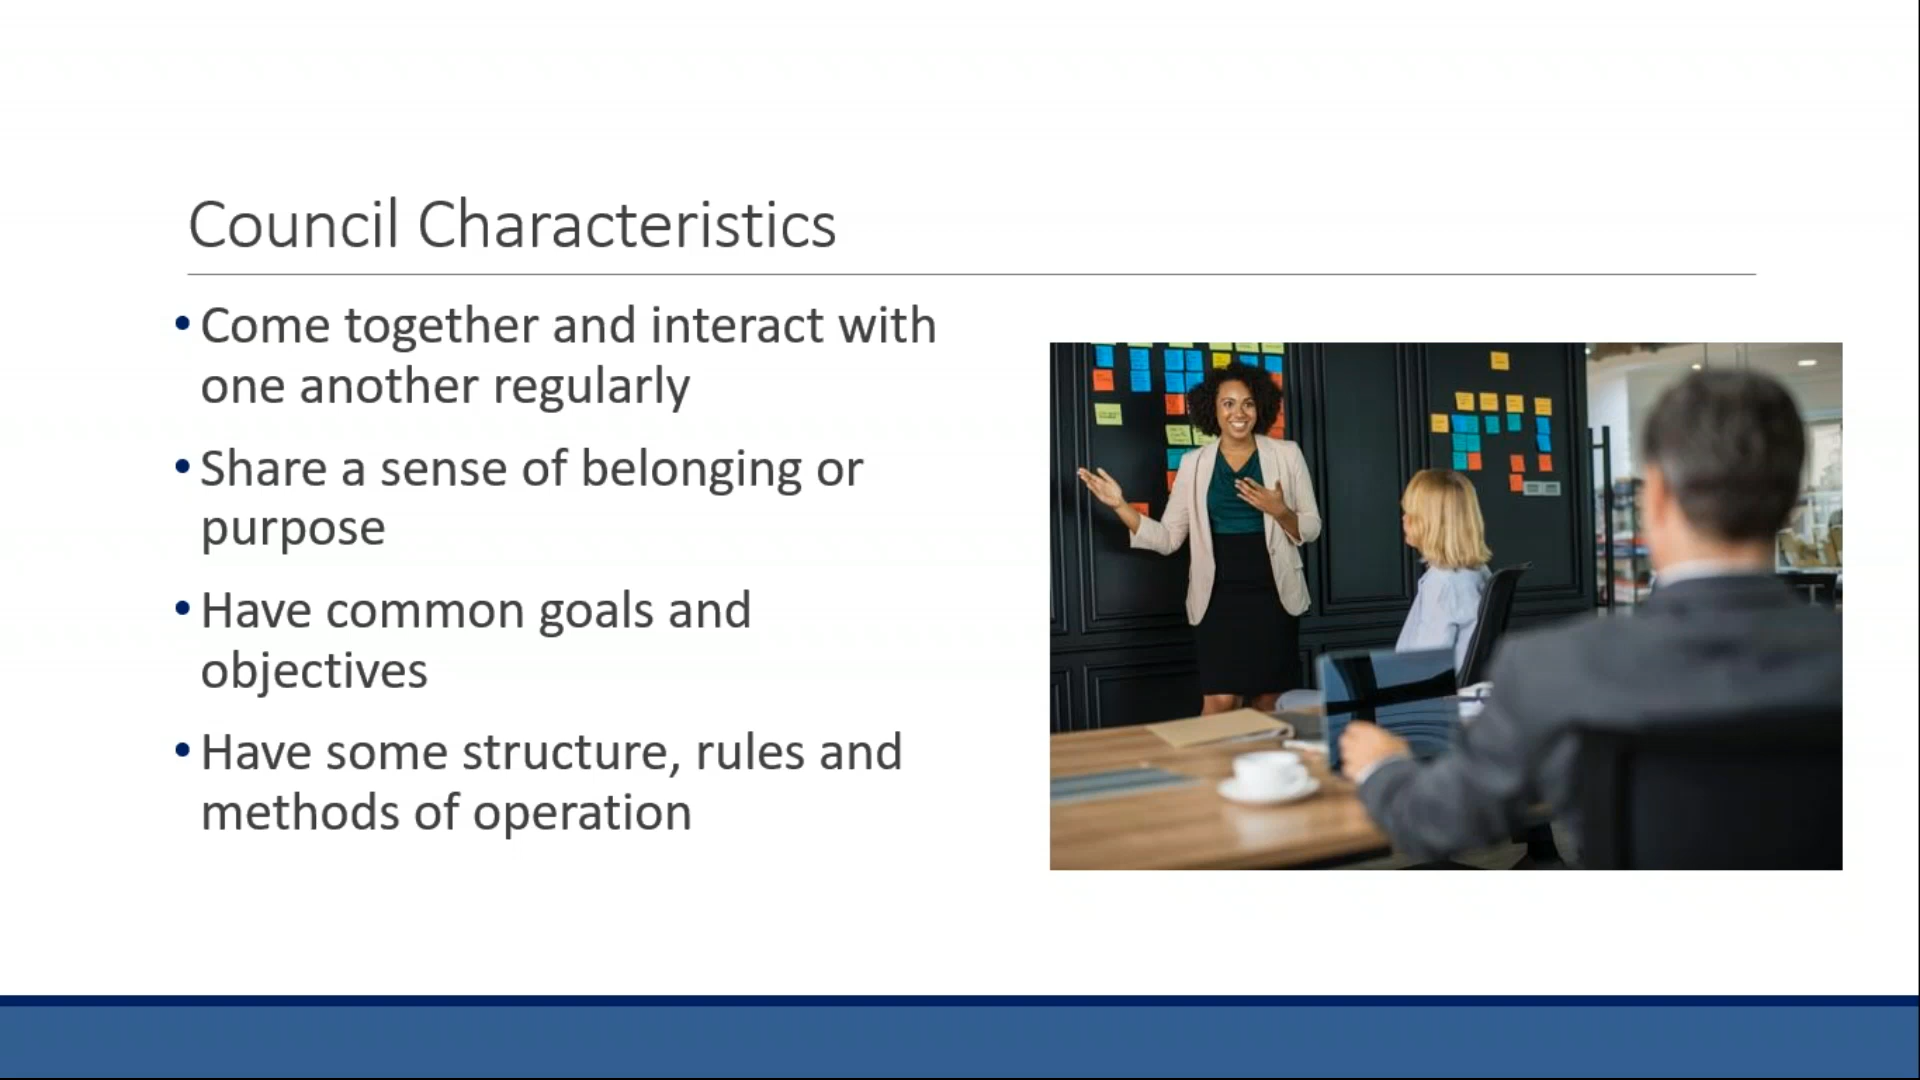 Council Characteristics
• Come together and interact with
one another regularly
• Share a sense of belonging or
purpose
• Have common goals and
objectives
• Have some structure, rules and
methods of operation